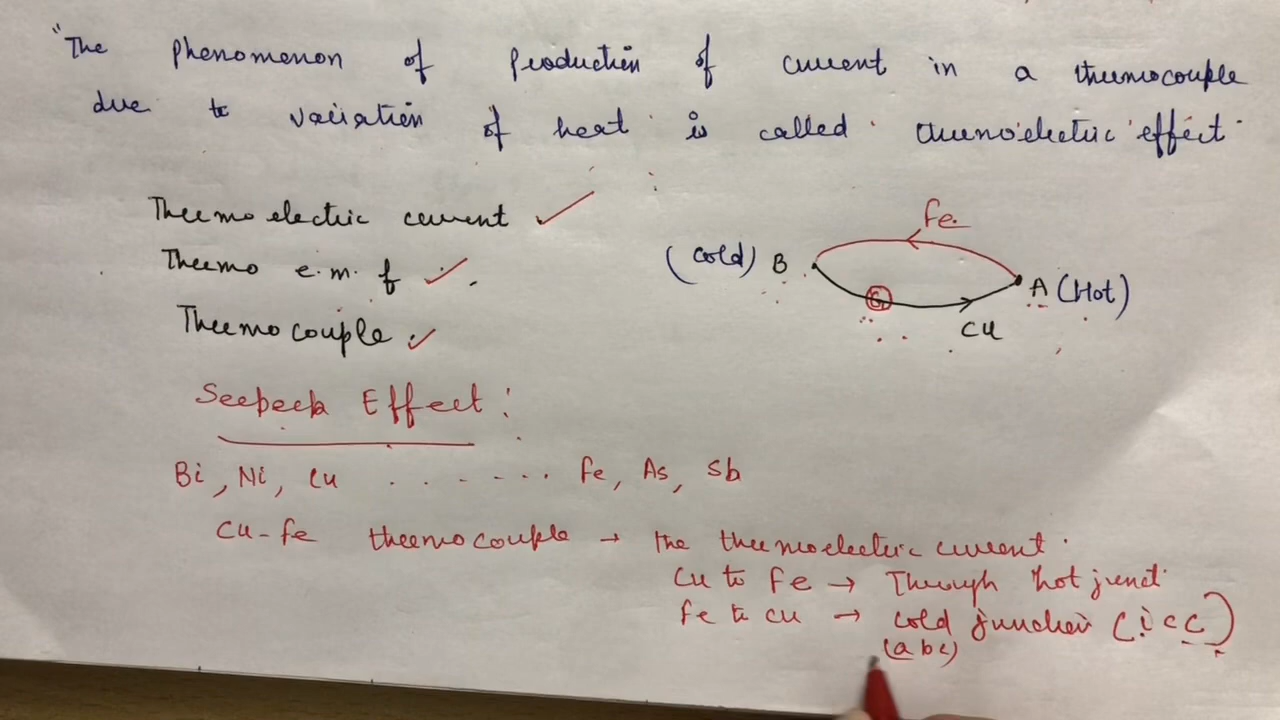 "The phenomenon of production of current in a thermocouple
due to variation of heat is called thermoelectric effect
Thermo electric current
Thermo e.m.f
Thermo couple
(cold) B
Fe
A (Hot)
G
Cu
Seebeck Effect:
Bi, Ni, Cu ....... Fe, As, Sb
Cu-Fe thermocouple → the thermoelectric current.
Cu to Fe → Through hot junct.
Fe to Cu → cold junction (icc)
(abc)